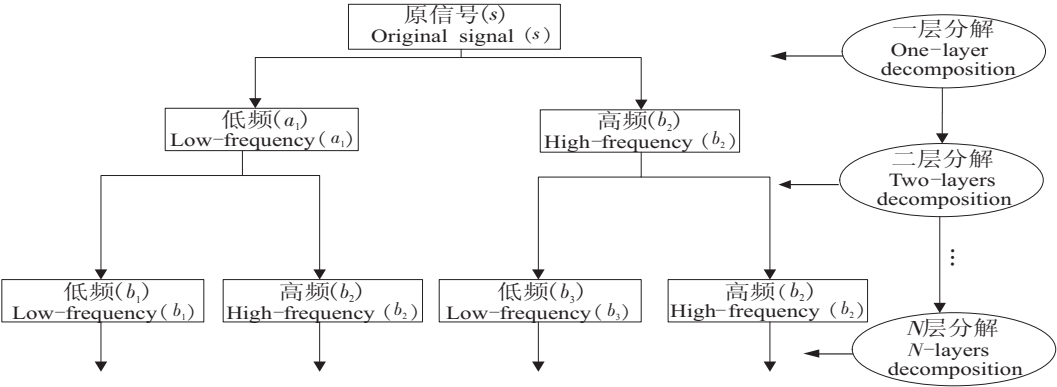 原信号(s)
Original signal (s)
一层分解
One-layer
decomposition
低频(a₁)
Low-frequency(a₁)
高频(b₂)
High-frequency (b₂)
二层分解
Two-layers
decomposition
⋮
低频(b₁)
Low-frequency(b₁)
高频(b₂)
High-frequency(b₂)
低频(b₃)
Low-frequency(b₃)
高频(b₂)
High-frequency(b₂)
N层分解
N-layers
decomposition